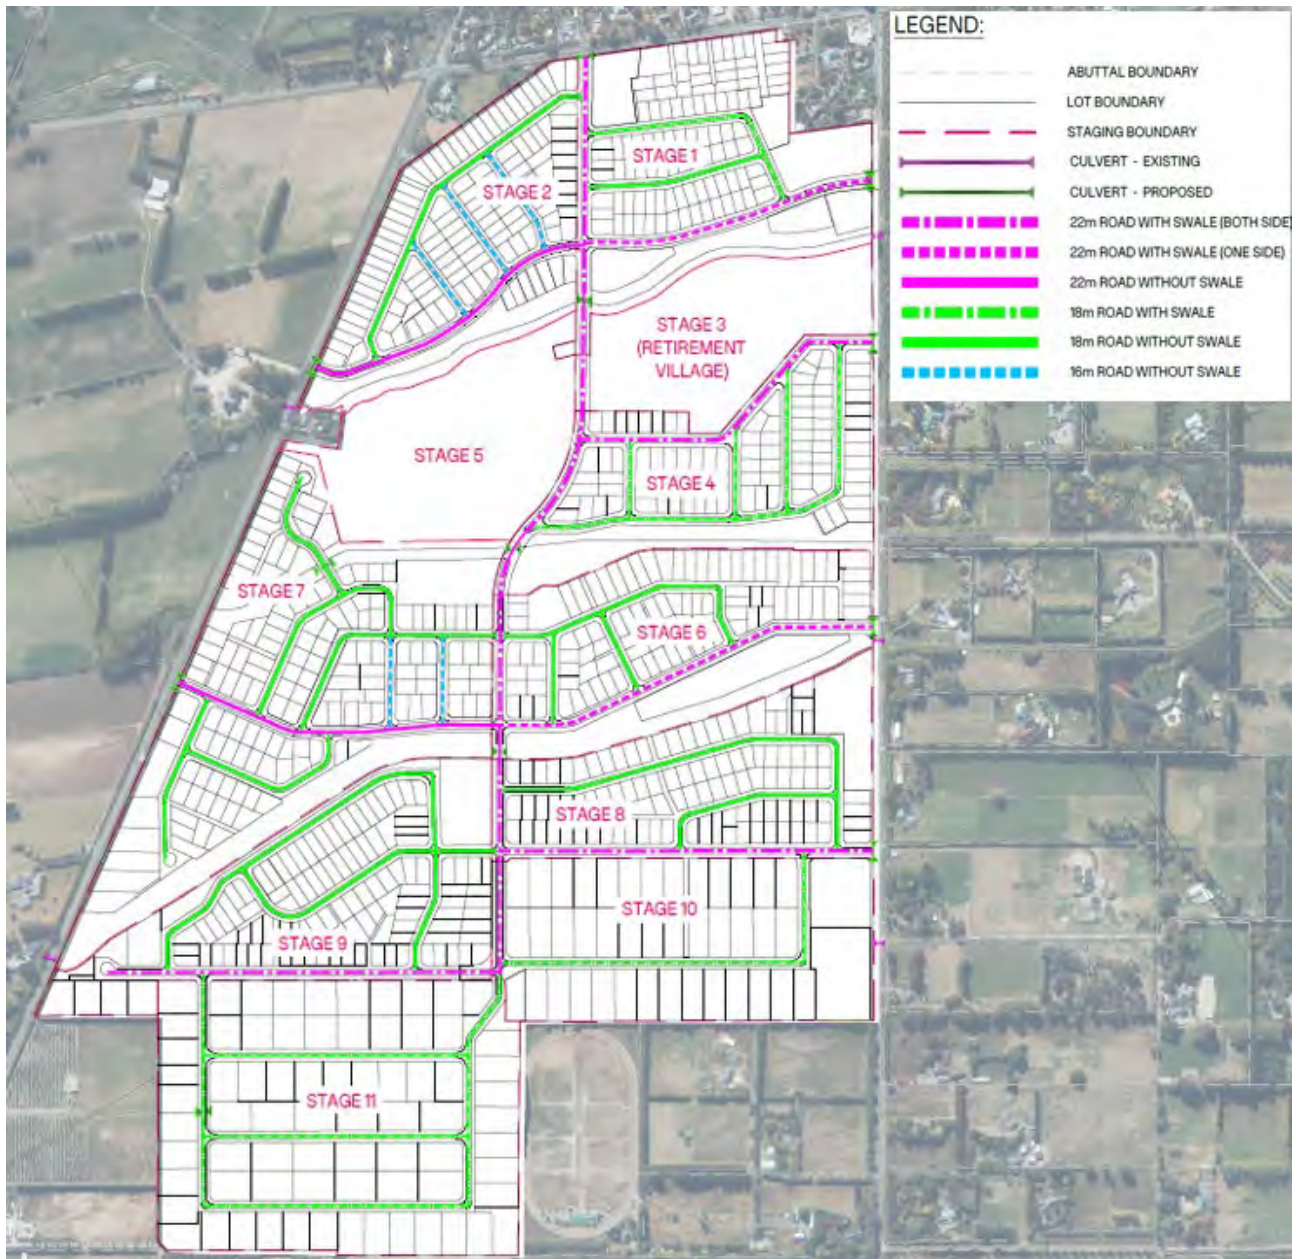 LEGEND:
ABUTTAL BOUNDARY
LOT BOUNDARY
STAGING BOUNDARY
CULVERT - EXISTING
CULVERT - PROPOSED
22m ROAD WITH SWALE (BOTH SIDE)
22m ROAD WITH SWALE (ONE SIDE)
22m ROAD WITHOUT SWALE
18m ROAD WITH SWALE
18m ROAD WITHOUT SWALE
16m ROAD WITHOUT SWALE
STAGE 1
STAGE 2
STAGE 3
(RETIREMENT
VILLAGE)
STAGE 5
STAGE 4
STAGE 7
STAGE 6
STAGE 8
STAGE 10
STAGE 9
STAGE 11